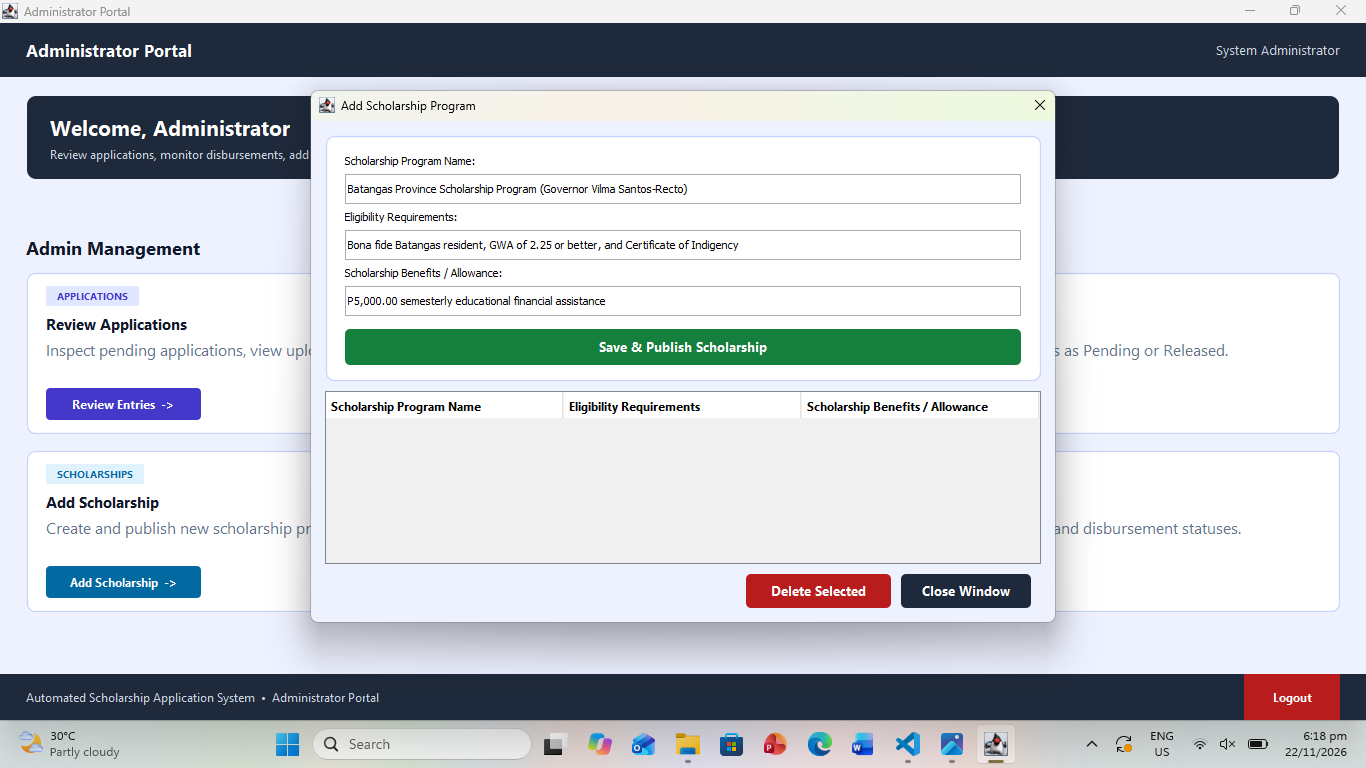 Administrator Portal
Administrator Portal
System Administrator
Welcome, Administrator
Review applications, monitor disbursements, add
Add Scholarship Program
Scholarship Program Name:
Batangas Province Scholarship Program (Governor Vilma Santos-Recto)
Eligibility Requirements:
Bona fide Batangas resident, GWA of 2.25 or better, and Certificate of Indigency
Scholarship Benefits / Allowance:
P5,000.00 semesterly educational financial assistance
Save & Publish Scholarship
Scholarship Program Name Eligibility Requirements Scholarship Benefits / Allowance
Delete Selected Close Window
Admin Management
APPLICATIONS
Review Applications
Inspect pending applications, view uplo
s as Pending or Released.
Review Entries ->
SCHOLARSHIPS
Add Scholarship
Create and publish new scholarship pr
and disbursement statuses.
Add Scholarship ->
Automated Scholarship Application System • Administrator Portal
Logout
30°C
Partly cloudy
Search
ENG
US
6:18 pm
22/11/2026